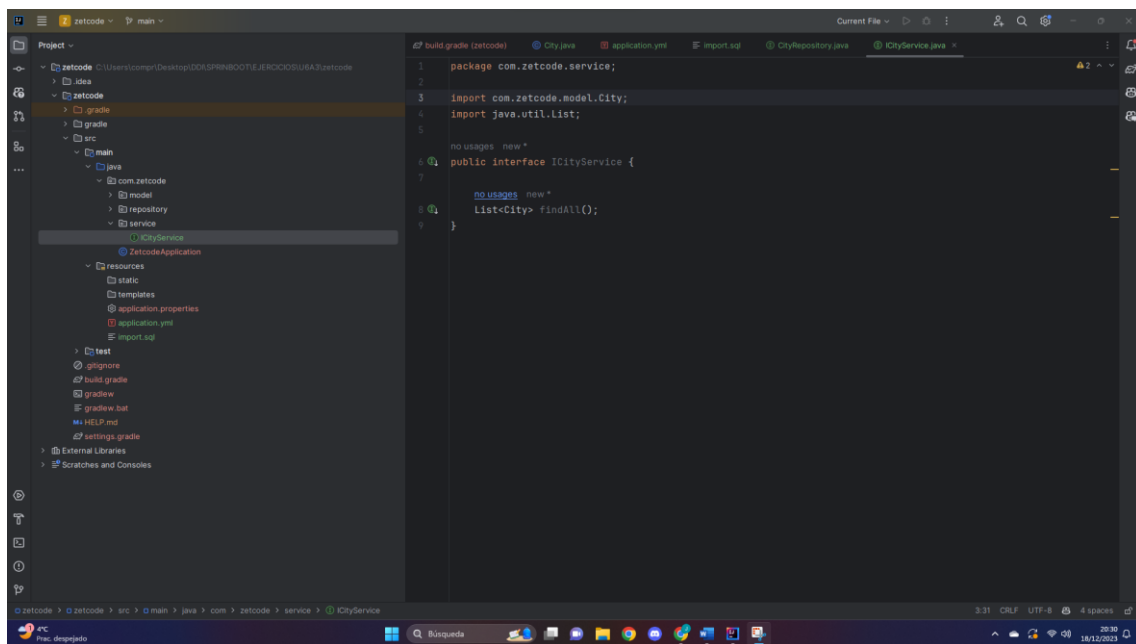 zetcode main Current File
Project
build.gradle (zetcode) City.java application.yml import.sql CityRepository.java ICityService.java
zetcode C:\Users\compr\Desktop\DDI\SPRINBOOT\EJERCICIOS\U6A3\zetcode
.idea
zetcode
.gradle
gradle
src
main
java
com.zetcode
model
repository
service
ICityService
ZetcodeApplication
resources
static
templates
application.properties
application.yml
import.sql
test
.gitignore
build.gradle
gradlew
gradlew.bat
HELP.md
settings.gradle
External Libraries
Scratches and Consoles
1 package com.zetcode.service;
2
3 import com.zetcode.model.City;
4 import java.util.List;
5
no usages new *
6 public interface ICityService {
7
no usages new *
8 List<City> findAll();
9 }
2
zetcode > zetcode > src > main > java > com > zetcode > service > ICityService 3:31 CRLF UTF-8 4 spaces
4°C
Prac. despejado
Búsqueda
20:30
18/12/2023